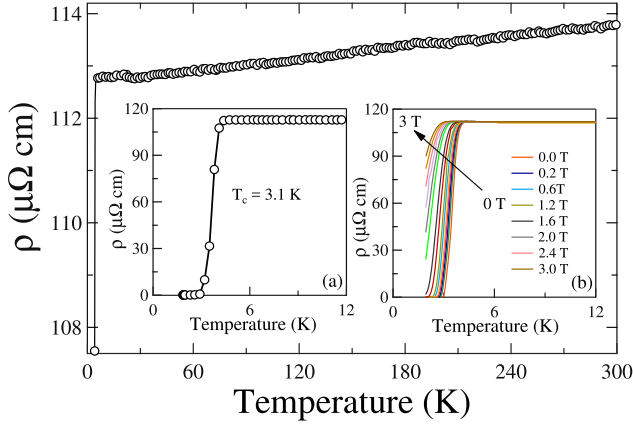 114
112
110
108
ρ (μΩ cm)
0
60
120
180
240
300
Temperature (K)
120
90
60
30
0
ρ (μΩ cm)
T_c = 3.1 K
(a)
0
6
12
Temperature (K)
120
90
60
30
0
ρ (μΩ cm)
3 T
0 T
0.0 T
0.2 T
0.6T
1.2 T
1.6 T
2.0 T
2.4 T
3.0 T
(b)
0
6
12
Temperature (K)